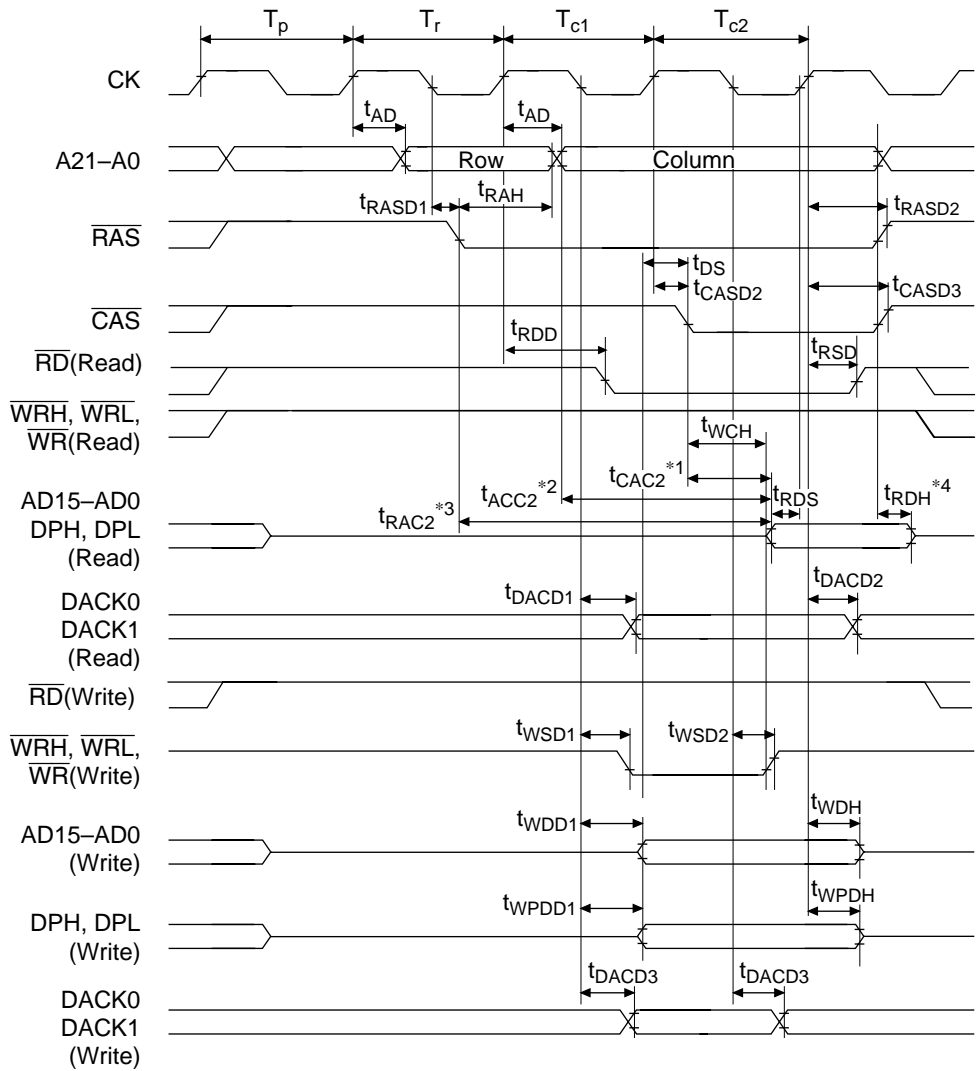 Tp Tr Tc1 Tc2
CK
tAD tAD
A21–A0 Row Column
tRASD1 tRAH tRASD2
RAS
tDS
tCASD2 tCASD3
CAS
tRDD tRSD
RD(Read)
WRH, WRL,
WR(Read)
tWCH
tCAC2*1
AD15–AD0
DPH, DPL
(Read)
tACC2*2
tRAC2*3
tRDS tRDH*4
DACK0
DACK1
(Read)
tDACD1 tDACD2
RD(Write)
WRH, WRL,
WR(Write)
tWSD1 tWSD2
AD15–AD0
(Write)
tWDD1 tWDH
DPH, DPL
(Write)
tWPDD1 tWPDH
DACK0
DACK1
(Write)
tDACD3 tDACD3